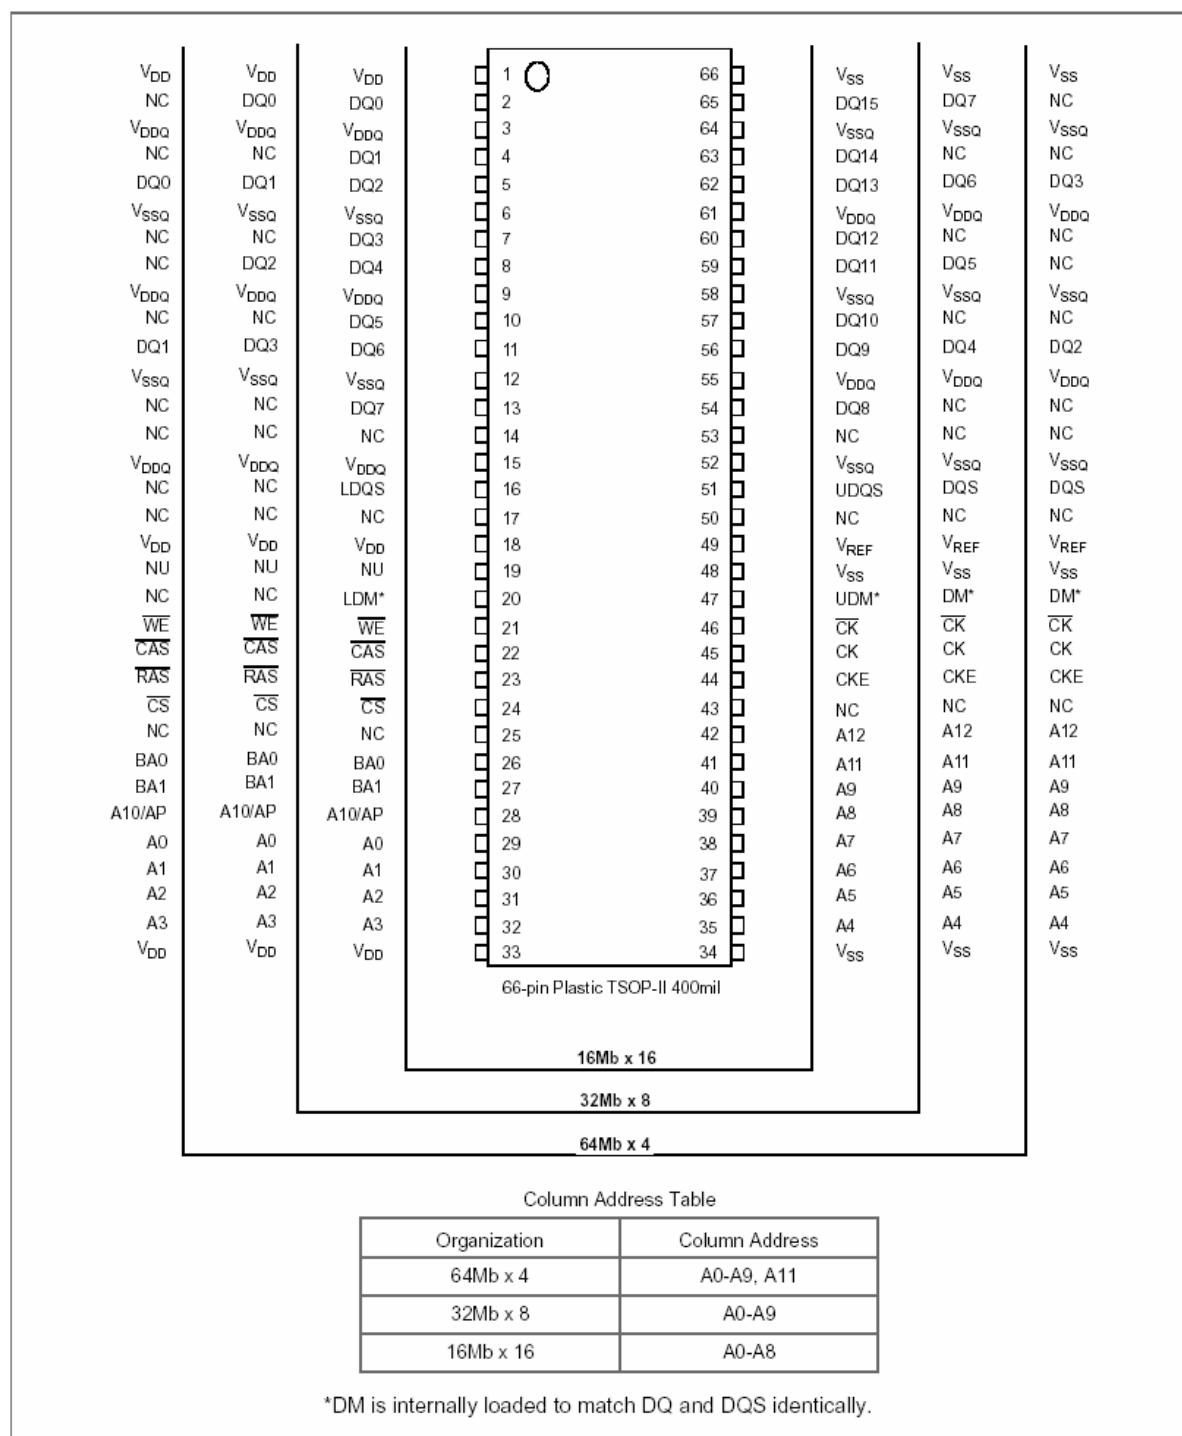 VDD VDD VDD 1 66 VSS VSS VSS
NC DQ0 DQ0 2 65 DQ15 DQ7 NC
VDDQ VDDQ VDDQ 3 64 VSSQ VSSQ VSSQ
NC NC DQ1 4 63 DQ14 NC NC
DQ0 DQ1 DQ2 5 62 DQ13 DQ6 DQ3
VSSQ VSSQ VSSQ 6 61 VDDQ VDDQ VDDQ
NC NC DQ3 7 60 DQ12 NC NC
NC DQ2 DQ4 8 59 DQ11 DQ5 NC
VDDQ VDDQ VDDQ 9 58 VSSQ VSSQ VSSQ
NC NC DQ5 10 57 DQ10 NC NC
DQ1 DQ3 DQ6 11 56 DQ9 DQ4 DQ2
VSSQ VSSQ VSSQ 12 55 VDDQ VDDQ VDDQ
NC NC DQ7 13 54 DQ8 NC NC
NC NC NC 14 53 NC NC NC
VDDQ VDDQ VDDQ 15 52 VSSQ VSSQ VSSQ
NC NC LDQS 16 51 UDQS DQS DQS
NC NC NC 17 50 NC NC NC
VDD VDD VDD 18 49 VREF VREF VREF
NU NU NU 19 48 VSS VSS VSS
NC NC LDM* 20 47 UDM* DM* DM*
W̅E̅ W̅E̅ W̅E̅ 21 46 C̅K̅ C̅K̅ C̅K̅
C̅A̅S̅ C̅A̅S̅ C̅A̅S̅ 22 45 CK CK CK
R̅A̅S̅ R̅A̅S̅ R̅A̅S̅ 23 44 CKE CKE CKE
C̅S̅ C̅S̅ C̅S̅ 24 43 NC NC NC
NC NC NC 25 42 A12 A12 A12
BA0 BA0 BA0 26 41 A11 A11 A11
BA1 BA1 BA1 27 40 A9 A9 A9
A10/AP A10/AP A10/AP 28 39 A8 A8 A8
A0 A0 A0 29 38 A7 A7 A7
A1 A1 A1 30 37 A6 A6 A6
A2 A2 A2 31 36 A5 A5 A5
A3 A3 A3 32 35 A4 A4 A4
VDD VDD VDD 33 34 VSS VSS VSS
66-pin Plastic TSOP-II 400mil
16Mb x 16
32Mb x 8
64Mb x 4
Column Address Table
Organization Column Address
64Mb x 4 A0-A9, A11
32Mb x 8 A0-A9
16Mb x 16 A0-A8
*DM is internally loaded to match DQ and DQS identically.